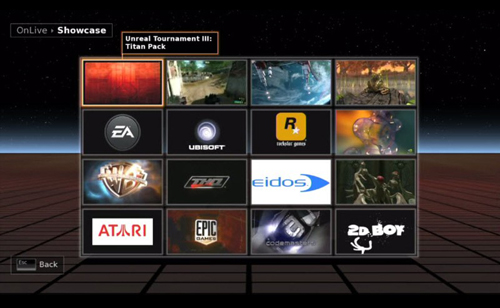 OnLive › Showcase
Unreal Tournament III:
Titan Pack
EA
UBISOFT
R
rockstar games
WB
THQ
eidos
ATARI
EPIC
GAMES
codemasters
2D BOY
Esc
Back